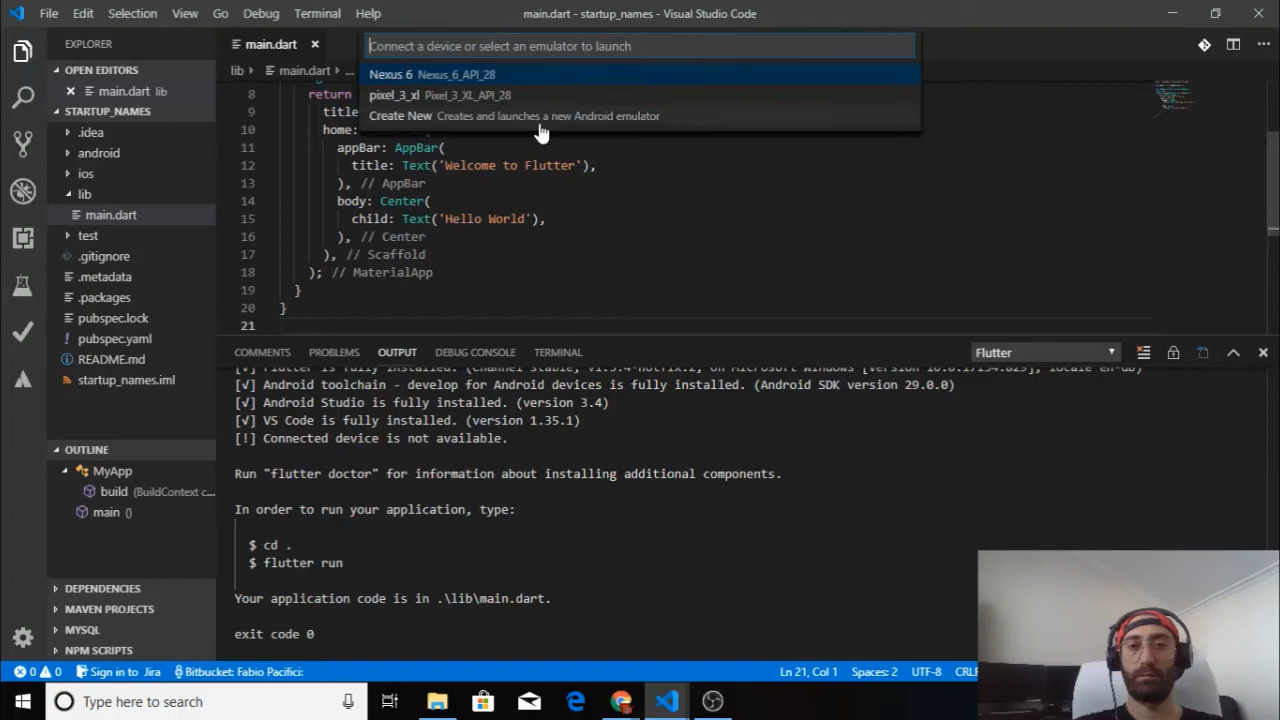 File Edit Selection View Go Debug Terminal Help
main.dart - startup_names - Visual Studio Code
EXPLORER
OPEN EDITORS
main.dart lib
STARTUP_NAMES
.idea
android
ios
lib
main.dart
test
.gitignore
.metadata
.packages
pubspec.lock
pubspec.yaml
README.md
startup_names.iml
OUTLINE
MyApp
build (BuildContext c...
main ()
DEPENDENCIES
MAVEN PROJECTS
MYSQL
NPM SCRIPTS
main.dart
lib main.dart ...
Connect a device or select an emulator to launch
Nexus 6 Nexus_6_API_28
pixel_3_xl Pixel_3_XL_API_28
Create New Creates and launches a new Android emulator
8 return
9 title
10 home:
11 appBar: AppBar(
12 title: Text('Welcome to Flutter'),
13 ), // AppBar
14 body: Center(
15 child: Text('Hello World'),
16 ), // Center
17 ), // Scaffold
18 ); // MaterialApp
19 }
20 }
21
COMMENTS PROBLEMS OUTPUT DEBUG CONSOLE TERMINAL
Flutter
[√] Android toolchain - develop for Android devices is fully installed. (Android SDK version 29.0.0)
[√] Android Studio is fully installed. (version 3.4)
[√] VS Code is fully installed. (version 1.35.1)
[!] Connected device is not available.
Run "flutter doctor" for information about installing additional components.
In order to run your application, type:
$ cd .
$ flutter run
Your application code is in .\lib\main.dart.
exit code 0
0 0 Sign in to Jira Bitbucket: Fabio Pacifici: Ln 21, Col 1 Spaces: 2 UTF-8 CRLF
Type here to search